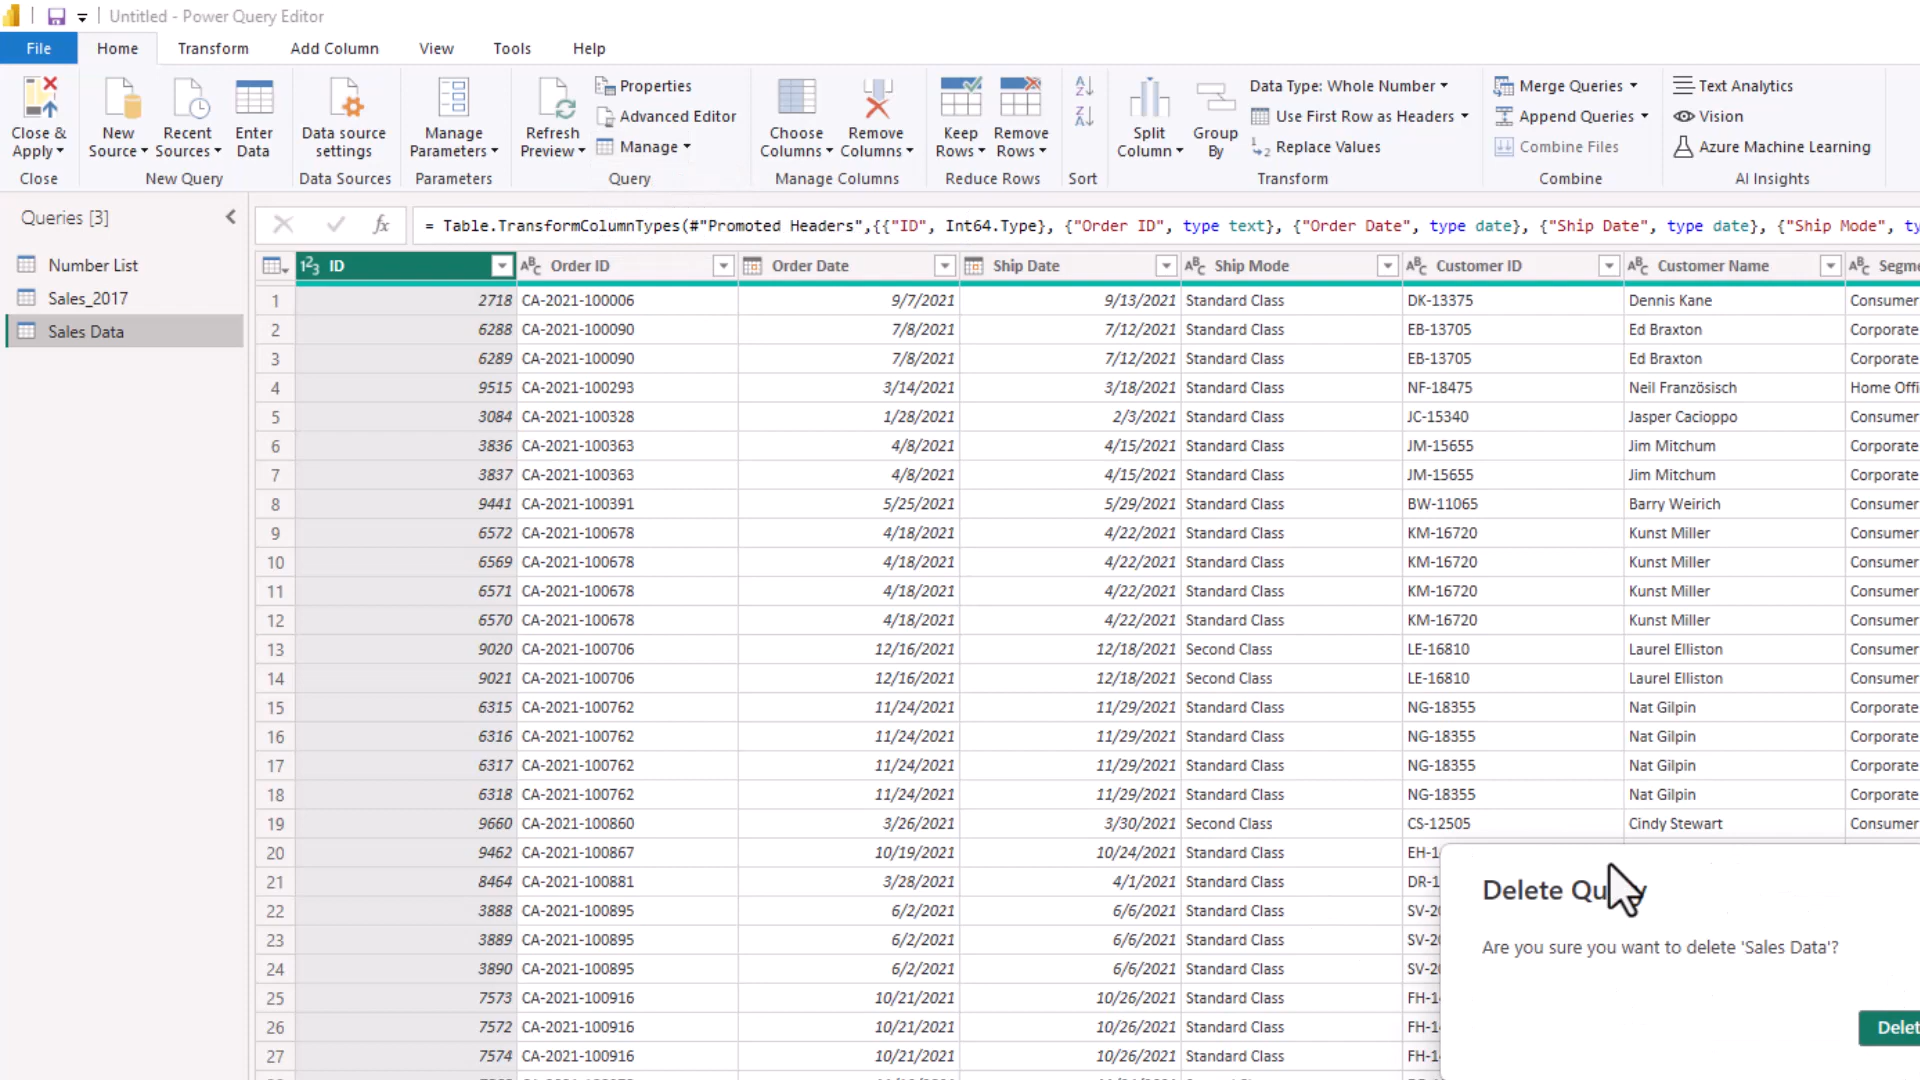 Untitled - Power Query Editor
File Home Transform Add Column View Tools Help
Close & Apply New Source Recent Sources Enter Data Data source settings Manage Parameters Refresh Preview Properties Advanced Editor Manage Choose Columns Remove Columns Keep Rows Remove Rows Split Column Group By Data Type: Whole Number Use First Row as Headers Replace Values Merge Queries Append Queries Combine Files Text Analytics Vision Azure Machine Learning
Close New Query Data Sources Parameters Query Manage Columns Reduce Rows Sort Transform Combine AI Insights
Queries [3]
Number List
Sales_2017
Sales Data
= Table.TransformColumnTypes(#"Promoted Headers",{{"ID", Int64.Type}, {"Order ID", type text}, {"Order Date", type date}, {"Ship Date", type date}, {"Ship Mode", ty
ID Order ID Order Date Ship Date Ship Mode Customer ID Customer Name Segme
1 2718 CA-2021-100006 9/7/2021 9/13/2021 Standard Class DK-13375 Dennis Kane Consumer
2 6288 CA-2021-100090 7/8/2021 7/12/2021 Standard Class EB-13705 Ed Braxton Corporate
3 6289 CA-2021-100090 7/8/2021 7/12/2021 Standard Class EB-13705 Ed Braxton Corporate
4 9515 CA-2021-100293 3/14/2021 3/18/2021 Standard Class NF-18475 Neil Französisch Home Offi
5 3084 CA-2021-100328 1/28/2021 2/3/2021 Standard Class JC-15340 Jasper Cacioppo Consumer
6 3836 CA-2021-100363 4/8/2021 4/15/2021 Standard Class JM-15655 Jim Mitchum Corporate
7 3837 CA-2021-100363 4/8/2021 4/15/2021 Standard Class JM-15655 Jim Mitchum Corporate
8 9441 CA-2021-100391 5/25/2021 5/29/2021 Standard Class BW-11065 Barry Weirich Consumer
9 6572 CA-2021-100678 4/18/2021 4/22/2021 Standard Class KM-16720 Kunst Miller Consumer
10 6569 CA-2021-100678 4/18/2021 4/22/2021 Standard Class KM-16720 Kunst Miller Consumer
11 6571 CA-2021-100678 4/18/2021 4/22/2021 Standard Class KM-16720 Kunst Miller Consumer
12 6570 CA-2021-100678 4/18/2021 4/22/2021 Standard Class KM-16720 Kunst Miller Consumer
13 9020 CA-2021-100706 12/16/2021 12/18/2021 Second Class LE-16810 Laurel Elliston Consumer
14 9021 CA-2021-100706 12/16/2021 12/18/2021 Second Class LE-16810 Laurel Elliston Consumer
15 6315 CA-2021-100762 11/24/2021 11/29/2021 Standard Class NG-18355 Nat Gilpin Corporate
16 6316 CA-2021-100762 11/24/2021 11/29/2021 Standard Class NG-18355 Nat Gilpin Corporate
17 6317 CA-2021-100762 11/24/2021 11/29/2021 Standard Class NG-18355 Nat Gilpin Corporate
18 6318 CA-2021-100762 11/24/2021 11/29/2021 Standard Class NG-18355 Nat Gilpin Corporate
19 9660 CA-2021-100860 3/26/2021 3/30/2021 Second Class CS-12505 Cindy Stewart Consumer
20 9462 CA-2021-100867 10/19/2021 10/24/2021 Standard Class EH-1
21 8464 CA-2021-100881 3/28/2021 4/1/2021 Standard Class DR-1
22 3888 CA-2021-100895 6/2/2021 6/6/2021 Standard Class SV-20
23 3889 CA-2021-100895 6/2/2021 6/6/2021 Standard Class SV-20
24 3890 CA-2021-100895 6/2/2021 6/6/2021 Standard Class SV-20
25 7573 CA-2021-100916 10/21/2021 10/26/2021 Standard Class FH-1
26 7572 CA-2021-100916 10/21/2021 10/26/2021 Standard Class FH-1
27 7574 CA-2021-100916 10/21/2021 10/26/2021 Standard Class FH-1
Delete
Are you sure you want to delete 'Sales Data'?
Delet